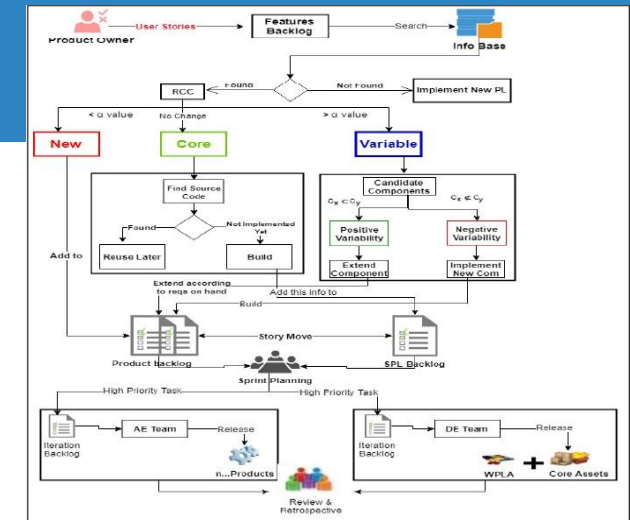 Product Owner
User Stories
Features
Backlog
Search
Info Base
RCC
Found
Not Found
Implement New PL
< α value
No Change
> α value
New
Core
Variable
Find Source
Code
Found
Not Implemented
Yet
Reuse Later
Build
Candidate
Components
Cx ⊂ Cy
Cx ⊄ Cy
Positive
Variability
Negative
Variability
Extend
Component
Implement
New Com
Add to
Extend according
to reqs on hand
Add this info to
Build
Story Move
Product backlog
SPL Backlog
Sprint Planning
High Priority Task
High Priority Task
Iteration
Backlog
AE Team
Release
n...Products
Iteration
Backlog
DE Team
Release
WPLA
+
Core Assets
Review &
Retrospective